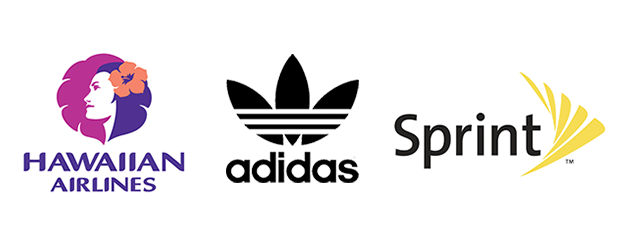 HAWAIIAN
AIRLINES
adidas
Sprint
TM